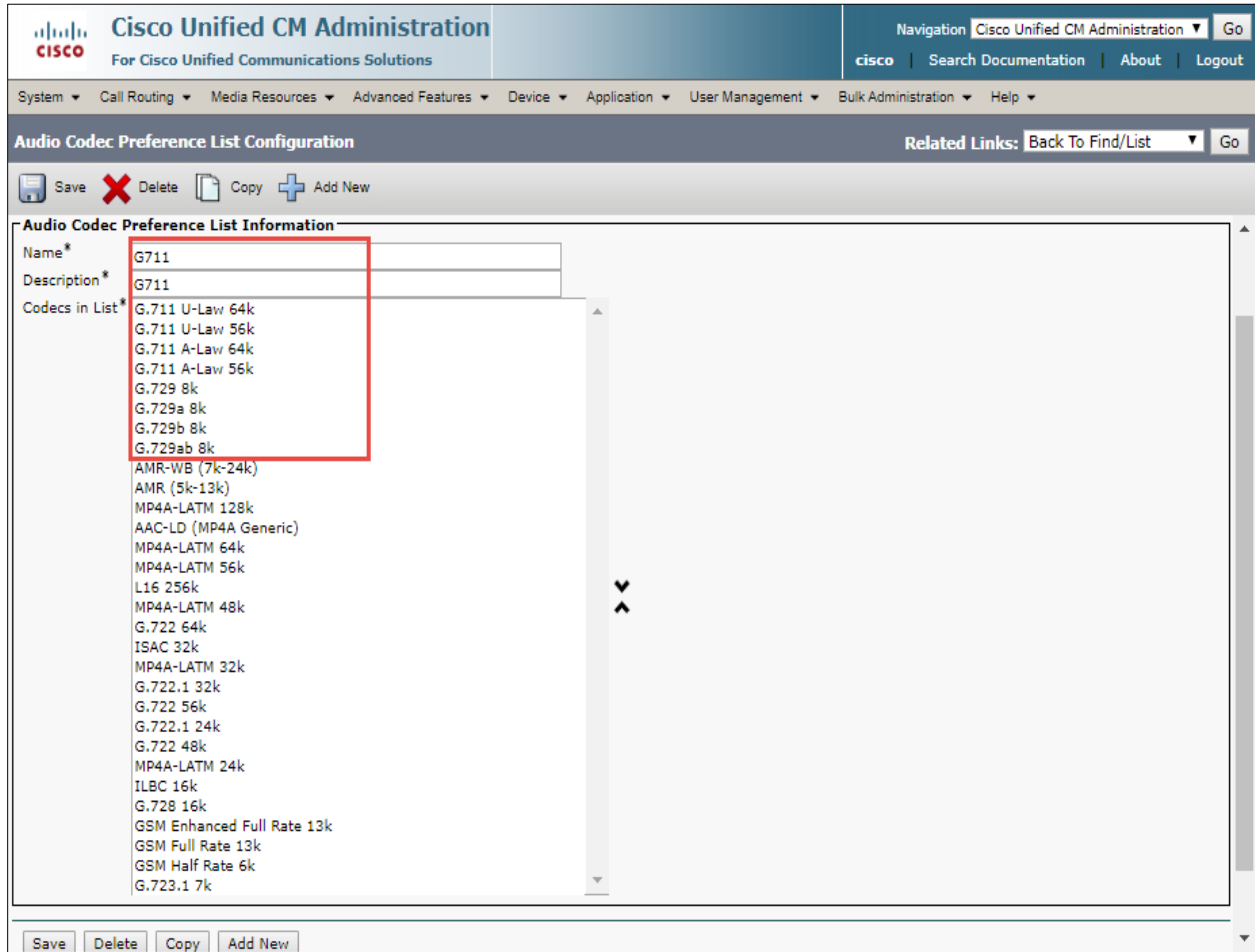 Cisco Unified CM Administration
For Cisco Unified Communications Solutions
CISCO
Navigation Cisco Unified CM Administration Go
cisco | Search Documentation | About | Logout
System Call Routing Media Resources Advanced Features Device Application User Management Bulk Administration Help
Audio Codec Preference List Configuration
Related Links: Back To Find/List Go
Save Delete Copy Add New
Audio Codec Preference List Information
Name* G711
Description* G711
Codecs in List* G.711 U-Law 64k
G.711 U-Law 56k
G.711 A-Law 64k
G.711 A-Law 56k
G.729 8k
G.729a 8k
G.729b 8k
G.729ab 8k
AMR-WB (7k-24k)
AMR (5k-13k)
MP4A-LATM 128k
AAC-LD (MP4A Generic)
MP4A-LATM 64k
MP4A-LATM 56k
L16 256k
MP4A-LATM 48k
G.722 64k
ISAC 32k
MP4A-LATM 32k
G.722.1 32k
G.722 56k
G.722.1 24k
G.722 48k
MP4A-LATM 24k
ILBC 16k
G.728 16k
GSM Enhanced Full Rate 13k
GSM Full Rate 13k
GSM Half Rate 6k
G.723.1 7k
Save Delete Copy Add New